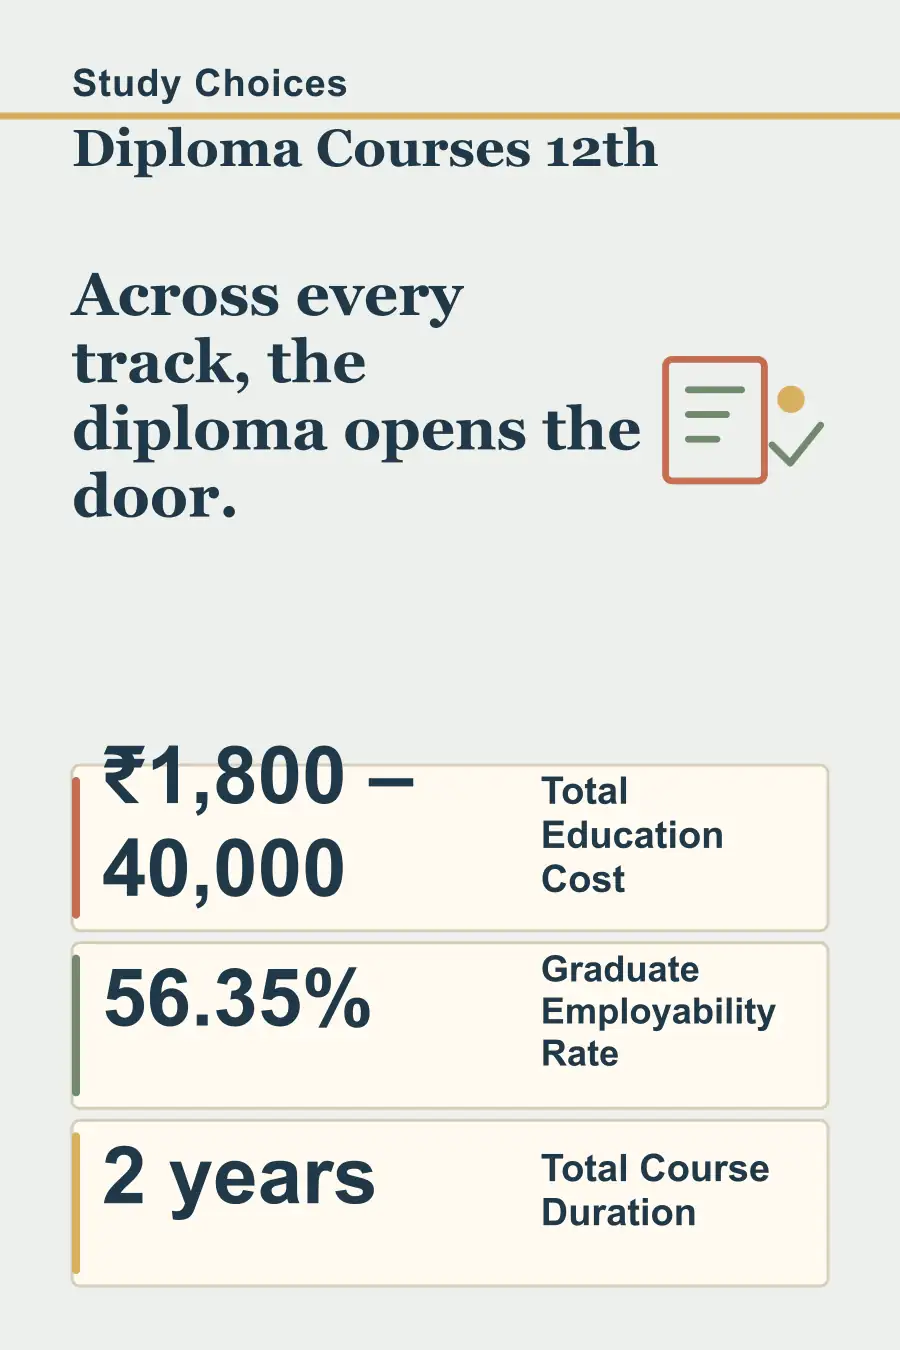 Study Choices
Diploma Courses 12th
Across every
track, the
diploma opens the
door.
₹1,800 –
40,000
Total
Education
Cost
56.35%
Graduate
Employability
Rate
2 years
Total Course
Duration